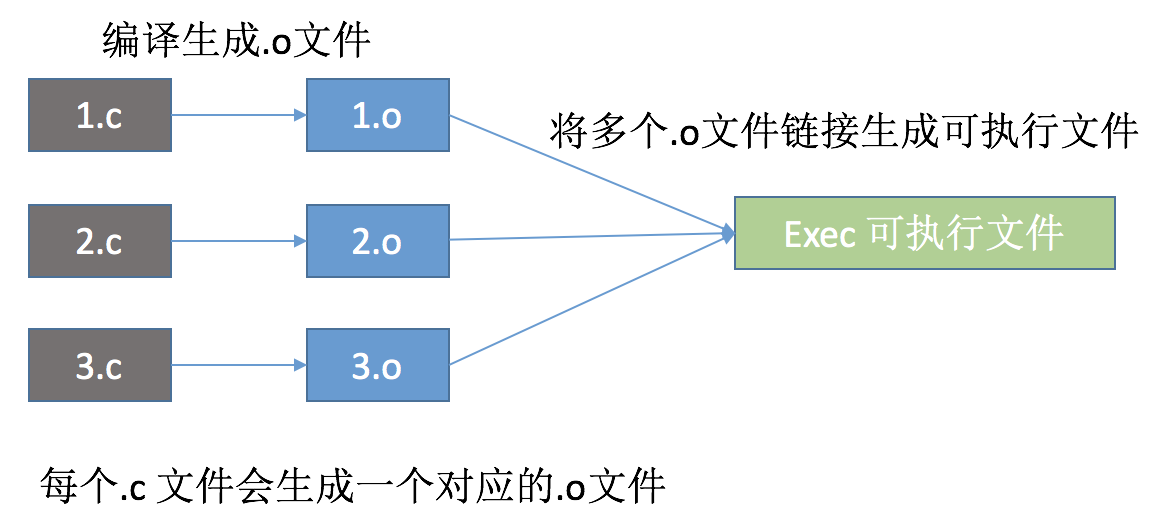 编译生成.o文件
1.c
1.o
将多个.o文件链接生成可执行文件
2.c
2.o
Exec 可执行文件
3.c
3.o
每个.c 文件会生成一个对应的.o文件